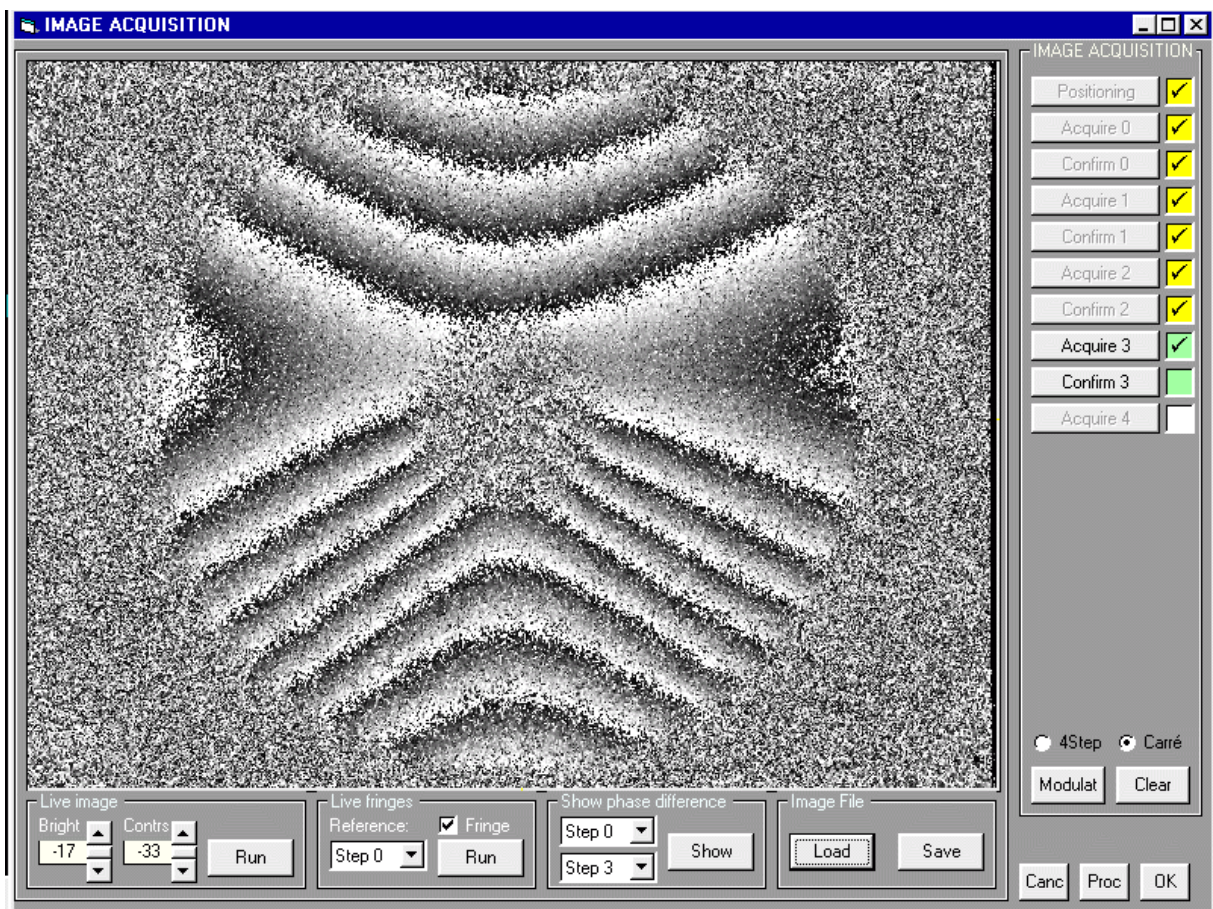 IMAGE ACQUISITION
IMAGE ACQUISITION
Positioning
Acquire 0
Confirm 0
Acquire 1
Confirm 1
Acquire 2
Confirm 2
Acquire 3
Confirm 3
Acquire 4
4Step Carré
Modulat Clear
Live image
Bright Contrs
-17 -33 Run
Live fringes
Reference: Fringe
Step 0 Run
Show phase difference
Step 0
Step 3
Show
Image File
Load Save
Canc Proc OK